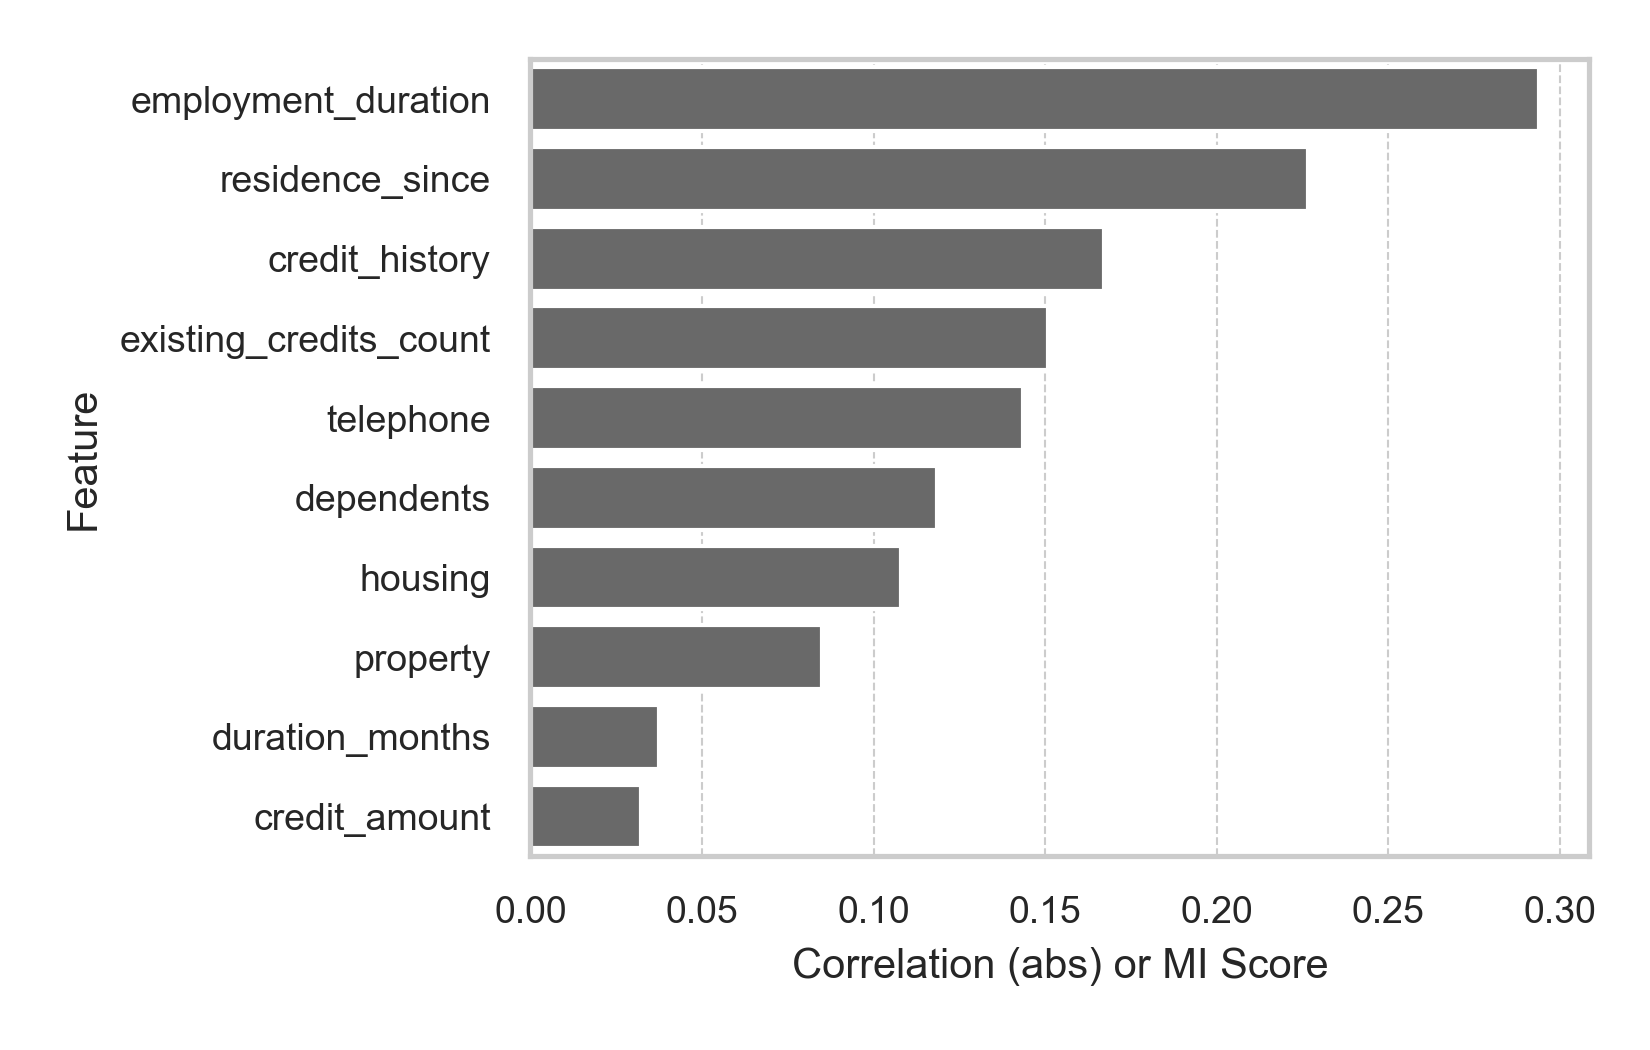 employment_duration
residence_since
credit_history
existing_credits_count
telephone
dependents
housing
property
duration_months
credit_amount
Feature
0.00 0.05 0.10 0.15 0.20 0.25 0.30
Correlation (abs) or MI Score